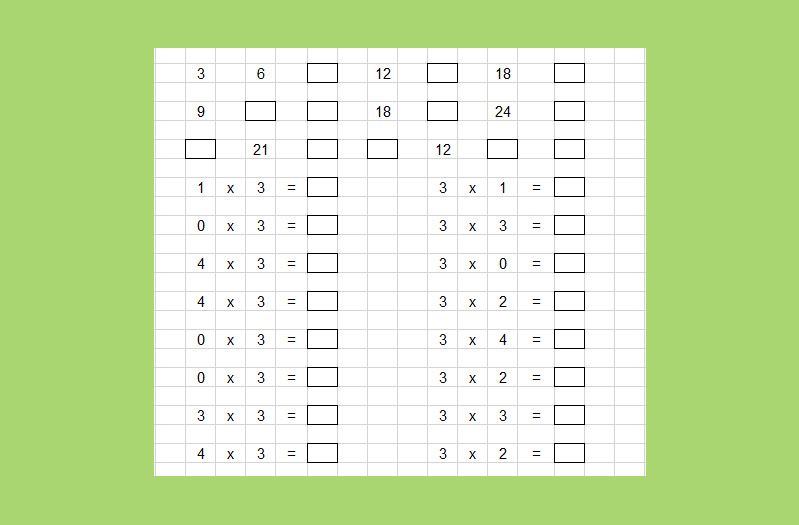 3 6 12 18
9 18 24
21 12
1 x 3 = 3 x 1 =
0 x 3 = 3 x 3 =
4 x 3 = 3 x 0 =
4 x 3 = 3 x 2 =
0 x 3 = 3 x 4 =
0 x 3 = 3 x 2 =
3 x 3 = 3 x 3 =
4 x 3 = 3 x 2 =